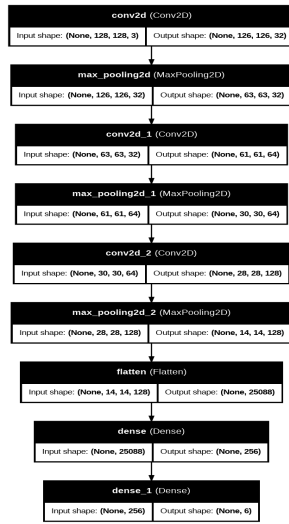 conv2d (Conv2D)
Input shape: (None, 128, 128, 3) Output shape: (None, 126, 126, 32)
max_pooling2d (MaxPooling2D)
Input shape: (None, 126, 126, 32) Output shape: (None, 63, 63, 32)
conv2d_1 (Conv2D)
Input shape: (None, 63, 63, 32) Output shape: (None, 61, 61, 64)
max_pooling2d_1 (MaxPooling2D)
Input shape: (None, 61, 61, 64) Output shape: (None, 30, 30, 64)
conv2d_2 (Conv2D)
Input shape: (None, 30, 30, 64) Output shape: (None, 28, 28, 128)
max_pooling2d_2 (MaxPooling2D)
Input shape: (None, 28, 28, 128) Output shape: (None, 14, 14, 128)
flatten (Flatten)
Input shape: (None, 14, 14, 128) Output shape: (None, 25088)
dense (Dense)
Input shape: (None, 25088) Output shape: (None, 256)
dense_1 (Dense)
Input shape: (None, 256) Output shape: (None, 6)